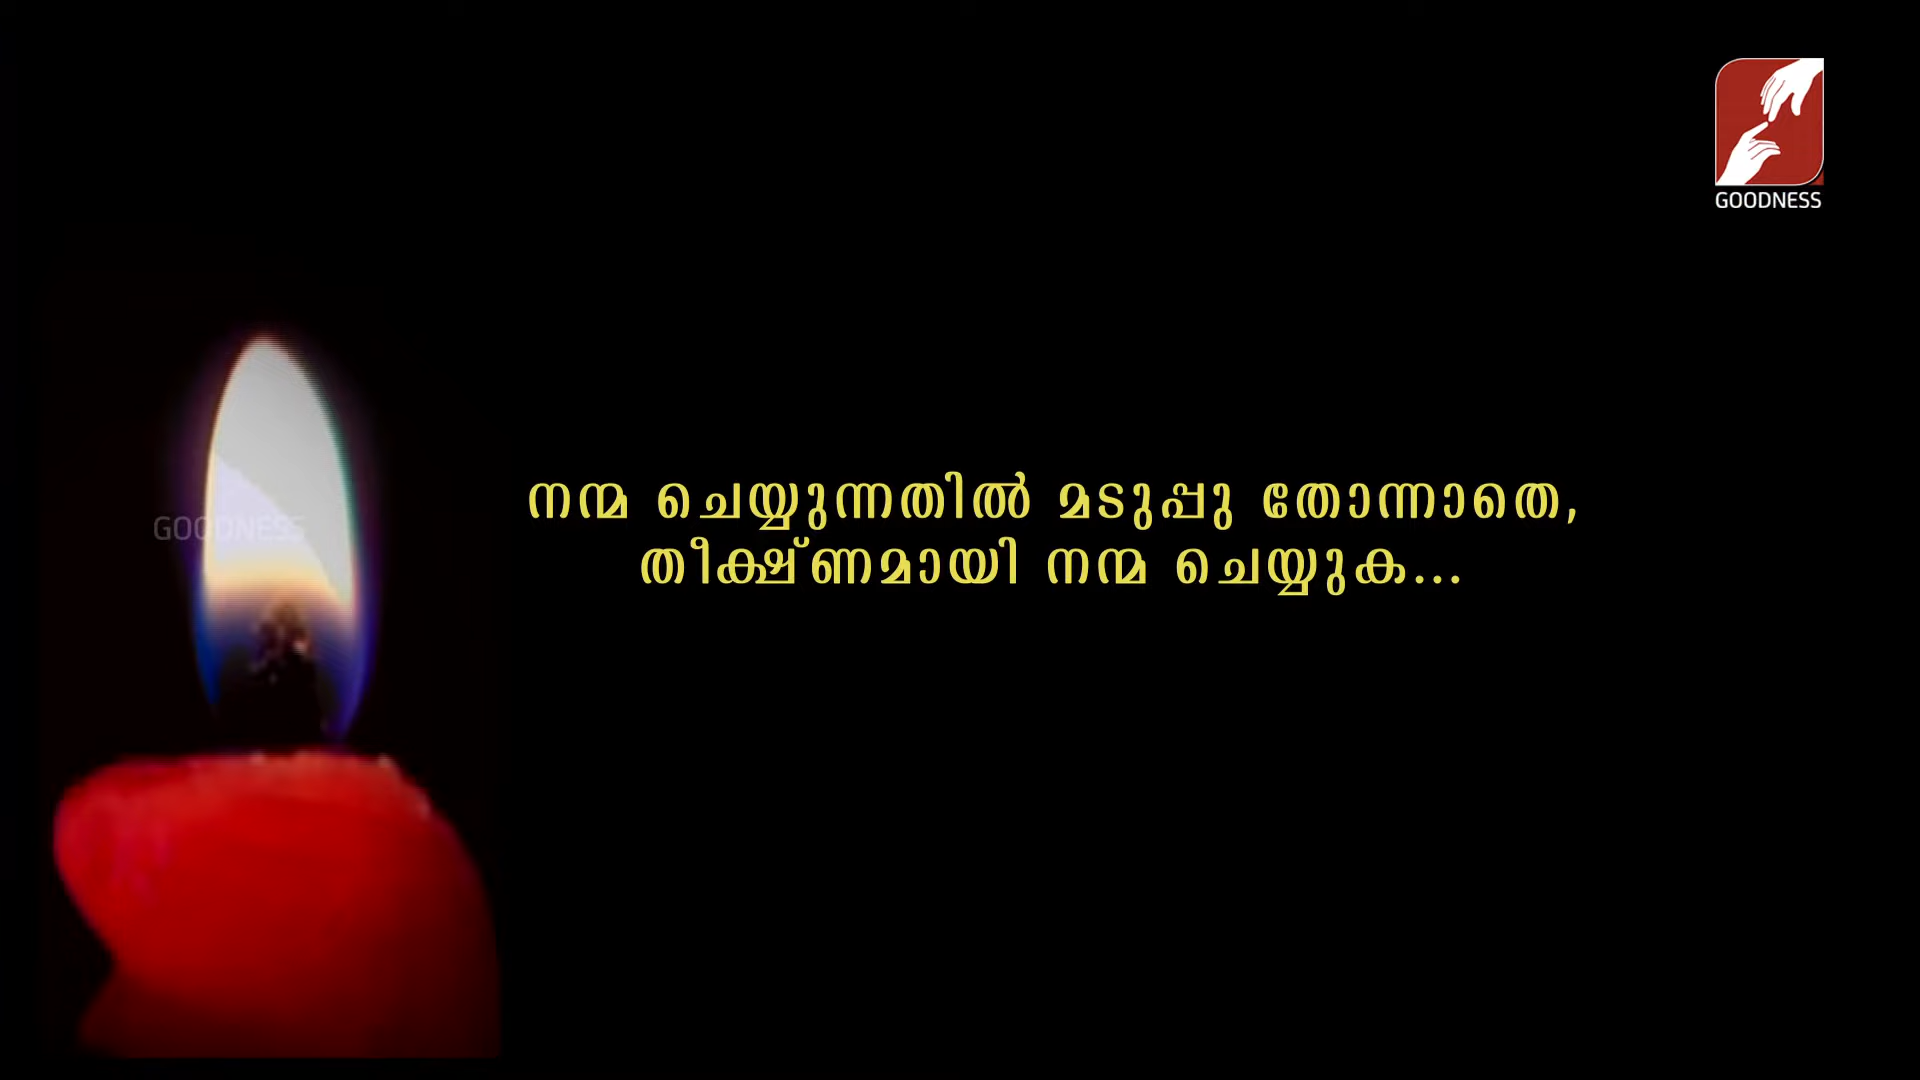 GOODNESS
GOODNESS
നന്മ ചെയ്യുന്നതിൽ മടുപ്പു തോന്നാതെ,
തീക്ഷ്ണമായി നന്മ ചെയ്യുക...